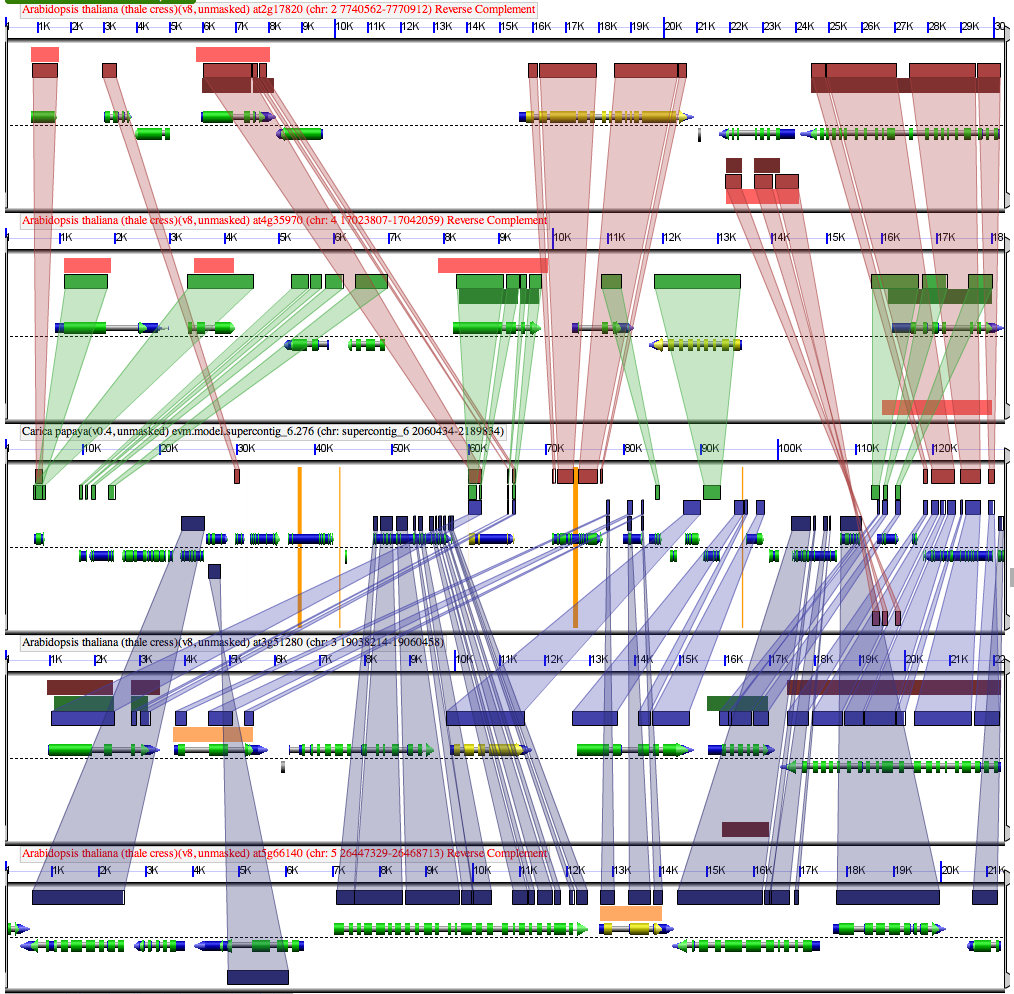 Arabidopsis thaliana (thale cress)(v8, unmasked) at2g17820 (chr: 2 7740562-7770912) Reverse Complement
1K 2K 3K 4K 5K 6K 7K 8K 9K 10K 11K 12K 13K 14K 15K 16K 17K 18K 19K 20K 21K 22K 23K 24K 25K 26K 27K 28K 29K 30
Arabidopsis thaliana (thale cress)(v8, unmasked) at4g35970 (chr: 4 17023807-17042059) Reverse Complement
1K 2K 3K 4K 5K 6K 7K 8K 9K 10K 11K 12K 13K 14K 15K 16K 17K 18
Carica papaya(v0.4, unmasked) evm.model.supercontig_6.276 (chr: supercontig_6 2060434-2189834)
10K 20K 30K 40K 50K 60K 70K 80K 90K 100K 110K 120K
Arabidopsis thaliana (thale cress)(v8, unmasked) at3g51280 (chr: 3 19038214-19060458)
1K 2K 3K 4K 5K 6K 7K 8K 9K 10K 11K 12K 13K 14K 15K 16K 17K 18K 19K 20K 21K 22
Arabidopsis thaliana (thale cress)(v8, unmasked) at5g66140 (chr: 5 26447329-26468713) Reverse Complement
1K 2K 3K 4K 5K 6K 7K 8K 9K 10K 11K 12K 13K 14K 15K 16K 17K 18K 19K 20K 21K